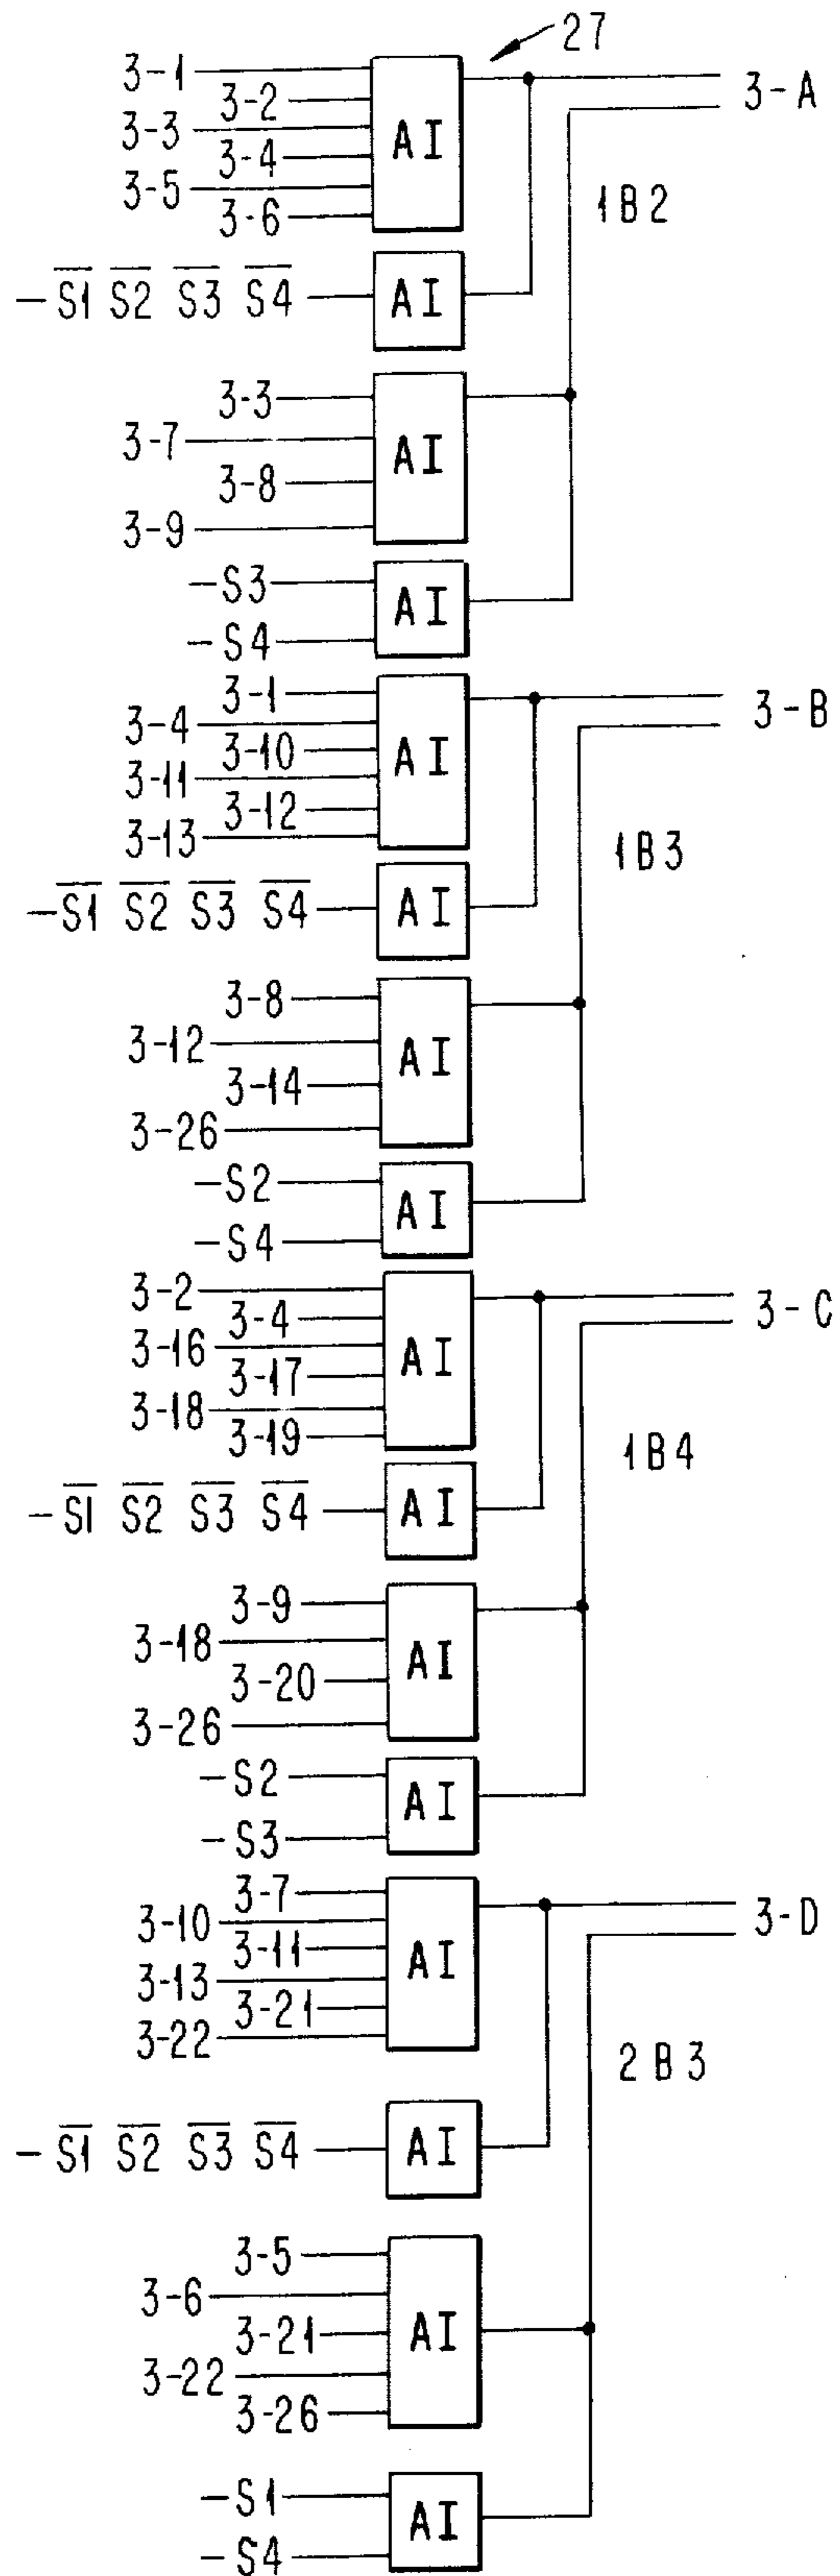 27
3-1
3-2
3-3
3-4
3-5
3-6
AI
3-A
1B2
-S1 S2 S3 S4
AI
3-3
3-7
3-8
3-9
AI
-S3
-S4
AI
3-1
3-4
3-10
3-11
3-12
3-13
AI
3-B
1B3
-S1 S2 S3 S4
AI
3-8
3-12
3-14
3-26
AI
-S2
-S4
AI
3-2
3-4
3-16
3-17
3-18
3-19
AI
3-C
1B4
-S1 S2 S3 S4
AI
3-9
3-18
3-20
3-26
AI
-S2
-S3
AI
3-7
3-10
3-11
3-13
3-21
3-22
AI
3-D
2B3
-S1 S2 S3 S4
AI
3-5
3-6
3-21
3-22
3-26
AI
-S1
-S4
AI